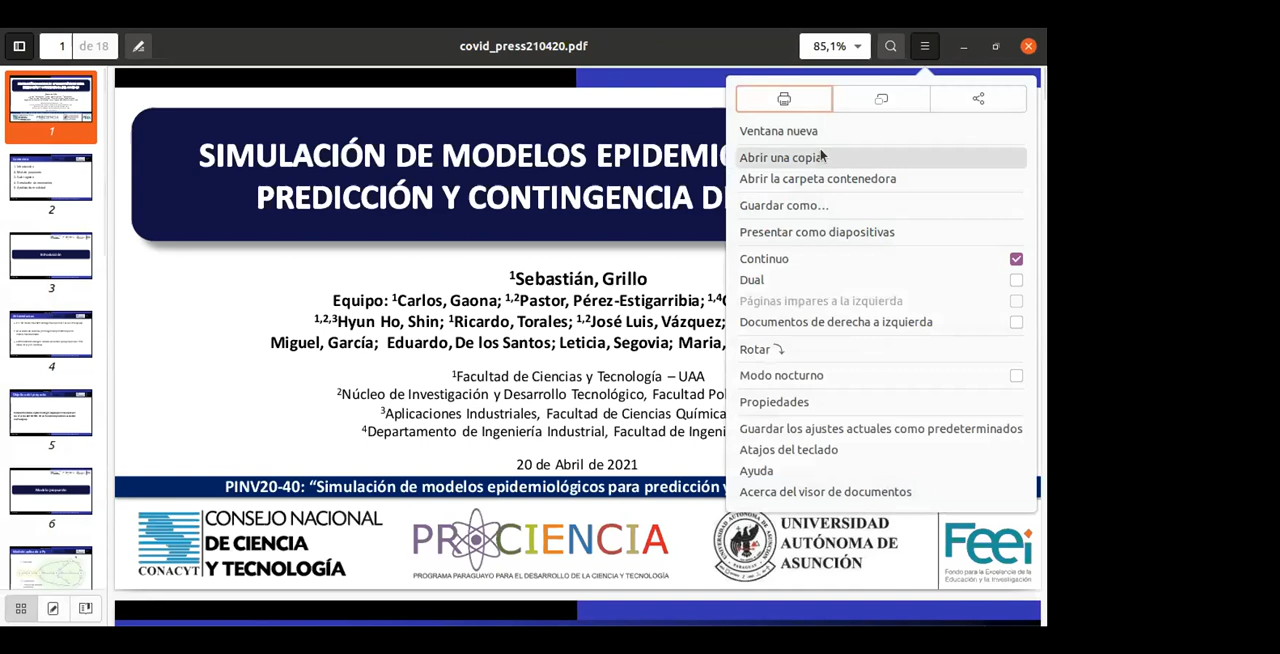 1 de 18
covid_press210420.pdf
85,1%
1
2
3
4
5
6
SIMULACIÓN DE MODELOS EPIDEMI
PREDICCIÓN Y CONTINGENCIA D
¹Sebastián, Grillo
Equipo: ¹Carlos, Gaona; ¹,²Pastor, Pérez-Estigarribia; ¹,⁴
¹,²,³Hyun Ho, Shin; ¹Ricardo, Torales; ¹,²José Luis, Vázquez;
Miguel, García; Eduardo, De los Santos; Leticia, Segovia; Maria,
¹Facultad de Ciencias y Tecnología – UAA
²Núcleo de Investigación y Desarrollo Tecnológico, Facultad Pol
³Aplicaciones Industriales, Facultad de Ciencias Química
⁴Departamento de Ingeniería Industrial, Facultad de Ingeni
20 de Abril de 2021
PINV20-40: “Simulación de modelos epidemiológicos para predicción y
CONACYT
CONSEJO NACIONAL
DE CIENCIA
Y TECNOLOGÍA
PROCIENCIA
PROGRAMA PARAGUAYO PARA EL DESARROLLO DE LA CIENCIA Y TECNOLOGÍA
UNIVERSIDAD
AUTÓNOMA DE
ASUNCIÓN
Feei
Fondo para la Excelencia de la
Educación y la Investigación
Ventana nueva
Abrir una copia
Abrir la carpeta contenedora
Guardar como…
Presentar como diapositivas
Continuo
Dual
Páginas impares a la izquierda
Documentos de derecha a izquierda
Rotar
Modo nocturno
Propiedades
Guardar los ajustes actuales como predeterminados
Atajos del teclado
Ayuda
Acerca del visor de documentos